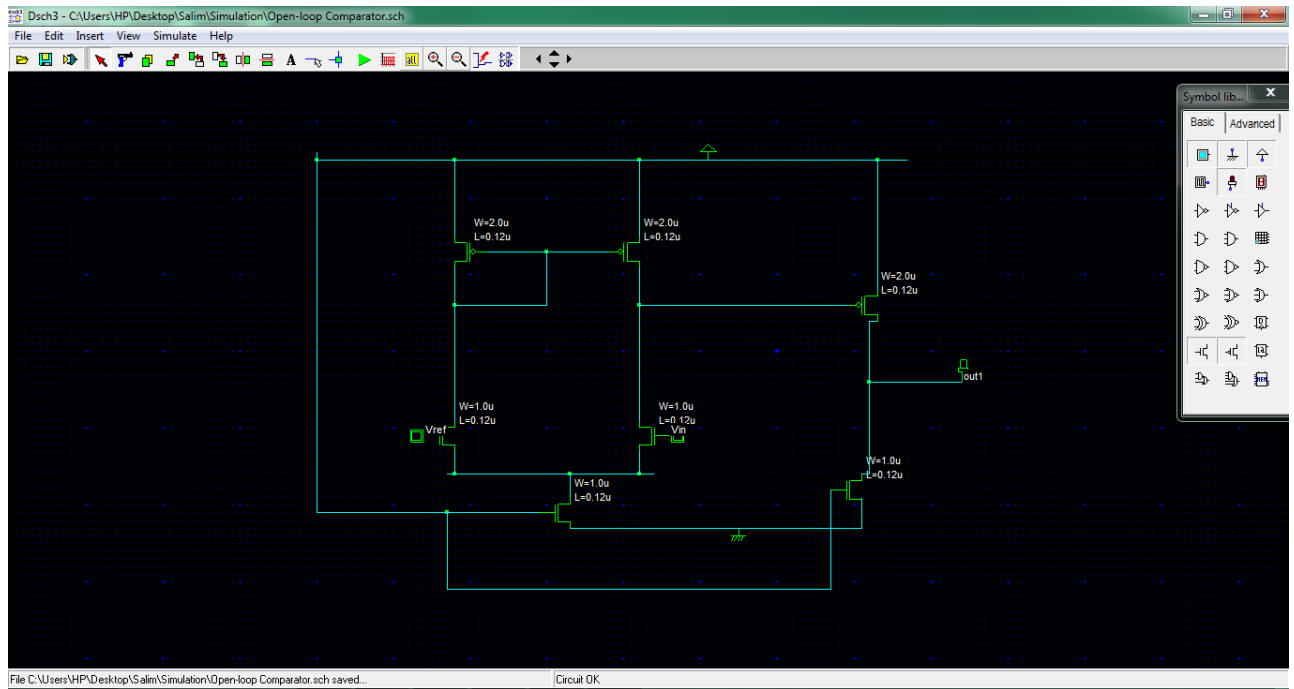 Dsch3 - C:\Users\HP\Desktop\Salim\Simulation\Open-loop Comparator.sch
File Edit Insert View Simulate Help
A
Symbol lib...
Basic Advanced
W=2.0u
L=0.12u
W=2.0u
L=0.12u
W=2.0u
L=0.12u
out1
W=1.0u
L=0.12u
Vref
W=1.0u
L=0.12u
Vin
W=1.0u
L=0.12u
W=1.0u
L=0.12u
File C:\Users\HP\Desktop\Salim\Simulation\Open-loop Comparator.sch saved...
Circuit OK